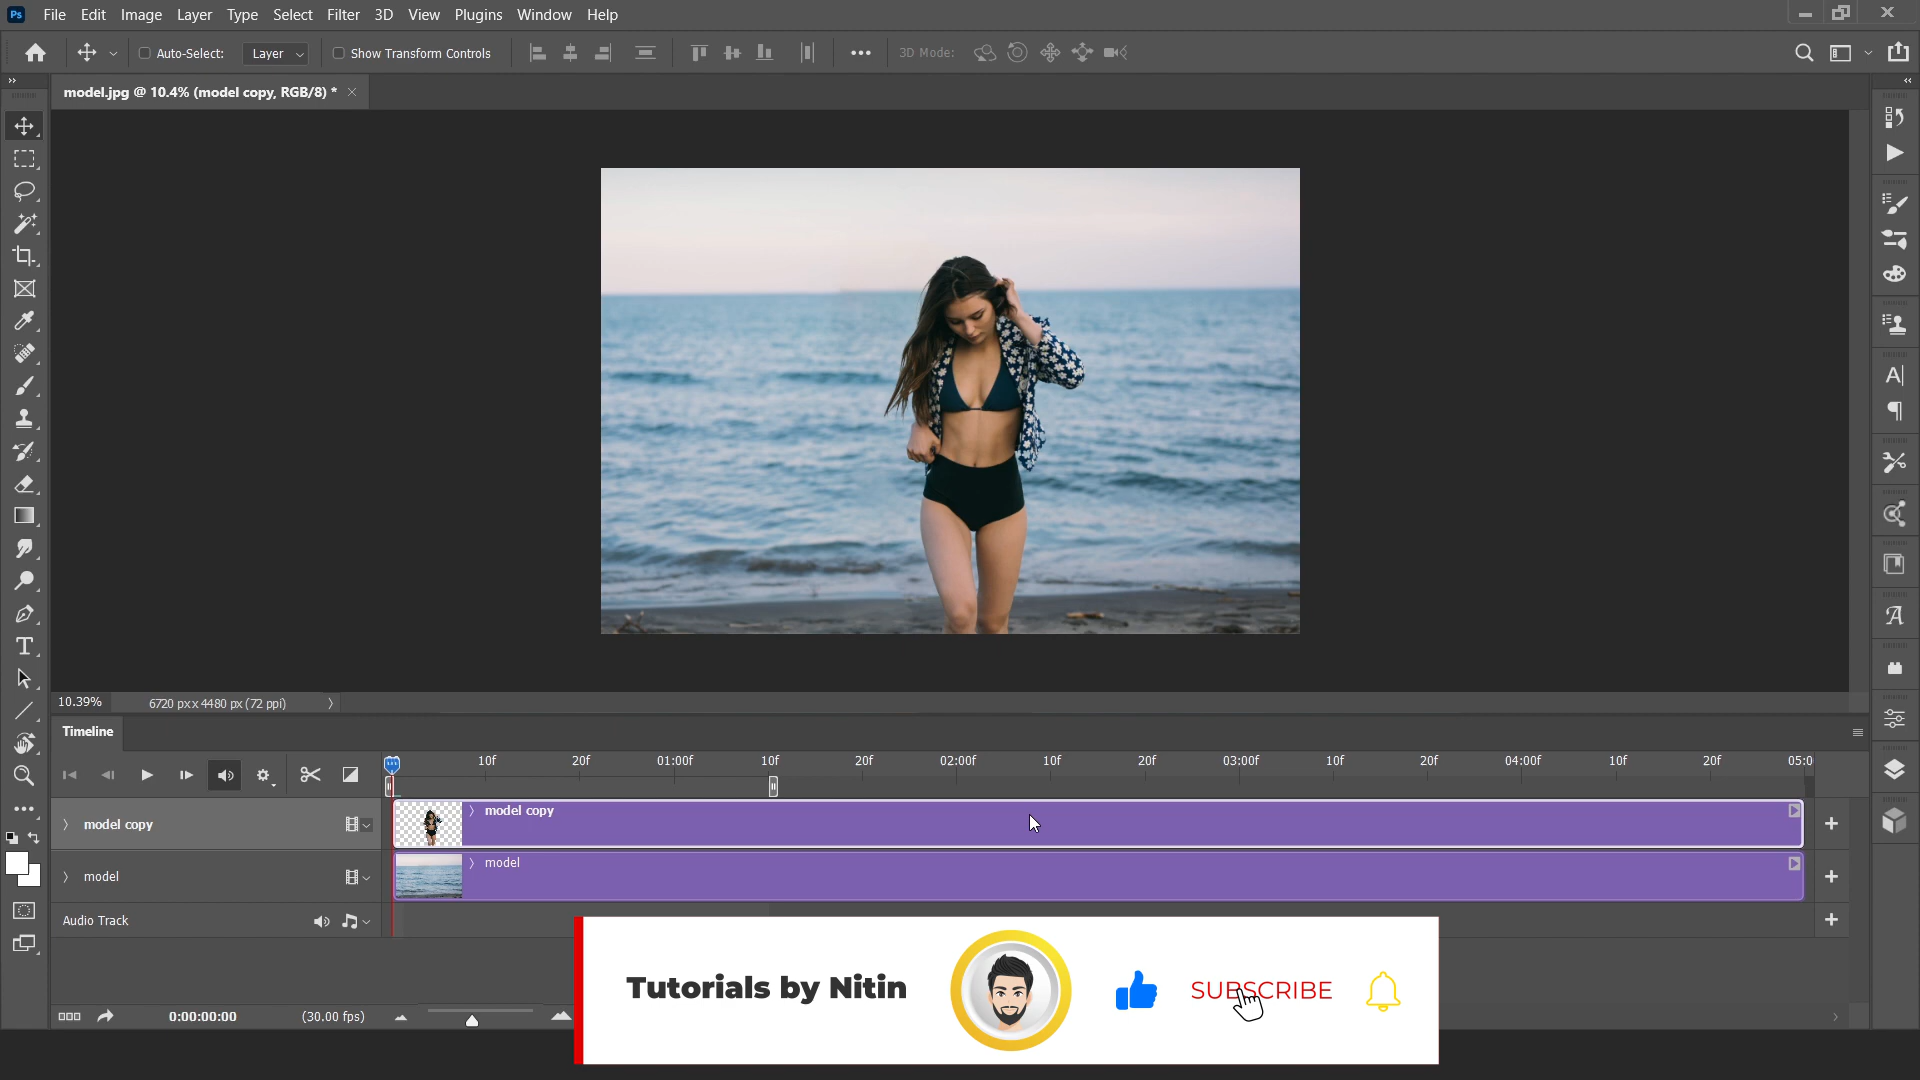 Ps File Edit Image Layer Type Select Filter 3D View Plugins Window Help
Auto-Select: Layer Show Transform Controls 3D Mode:
model.jpg @ 10.4% (model copy, RGB/8) *
10.39% 6720 px x 4480 px (72 ppi)
Timeline
10f 20f 01:00f 10f 20f 02:00f 10f 20f 03:00f 10f 20f 04:00f 10f 20f 05:0
model copy model copy
model model
Audio Track
Tutorials by Nitin SUBSCRIBE
0:00:00:00 (30.00 fps)